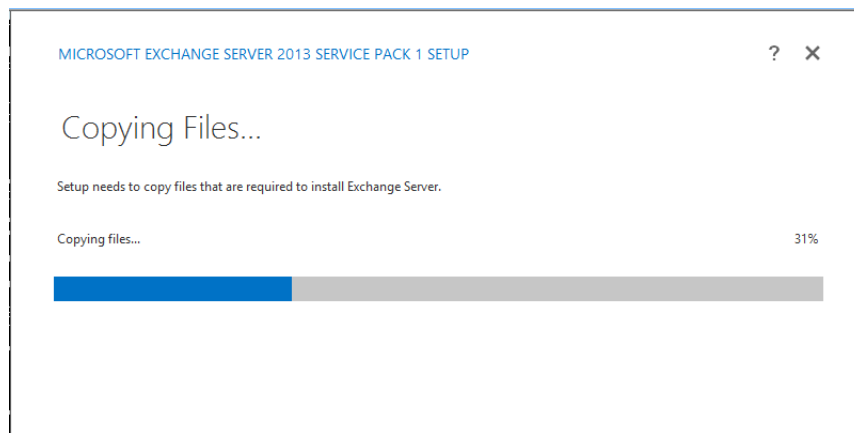 MICROSOFT EXCHANGE SERVER 2013 SERVICE PACK 1 SETUP
? ✕
Copying Files...
Setup needs to copy files that are required to install Exchange Server.
Copying files...
31%